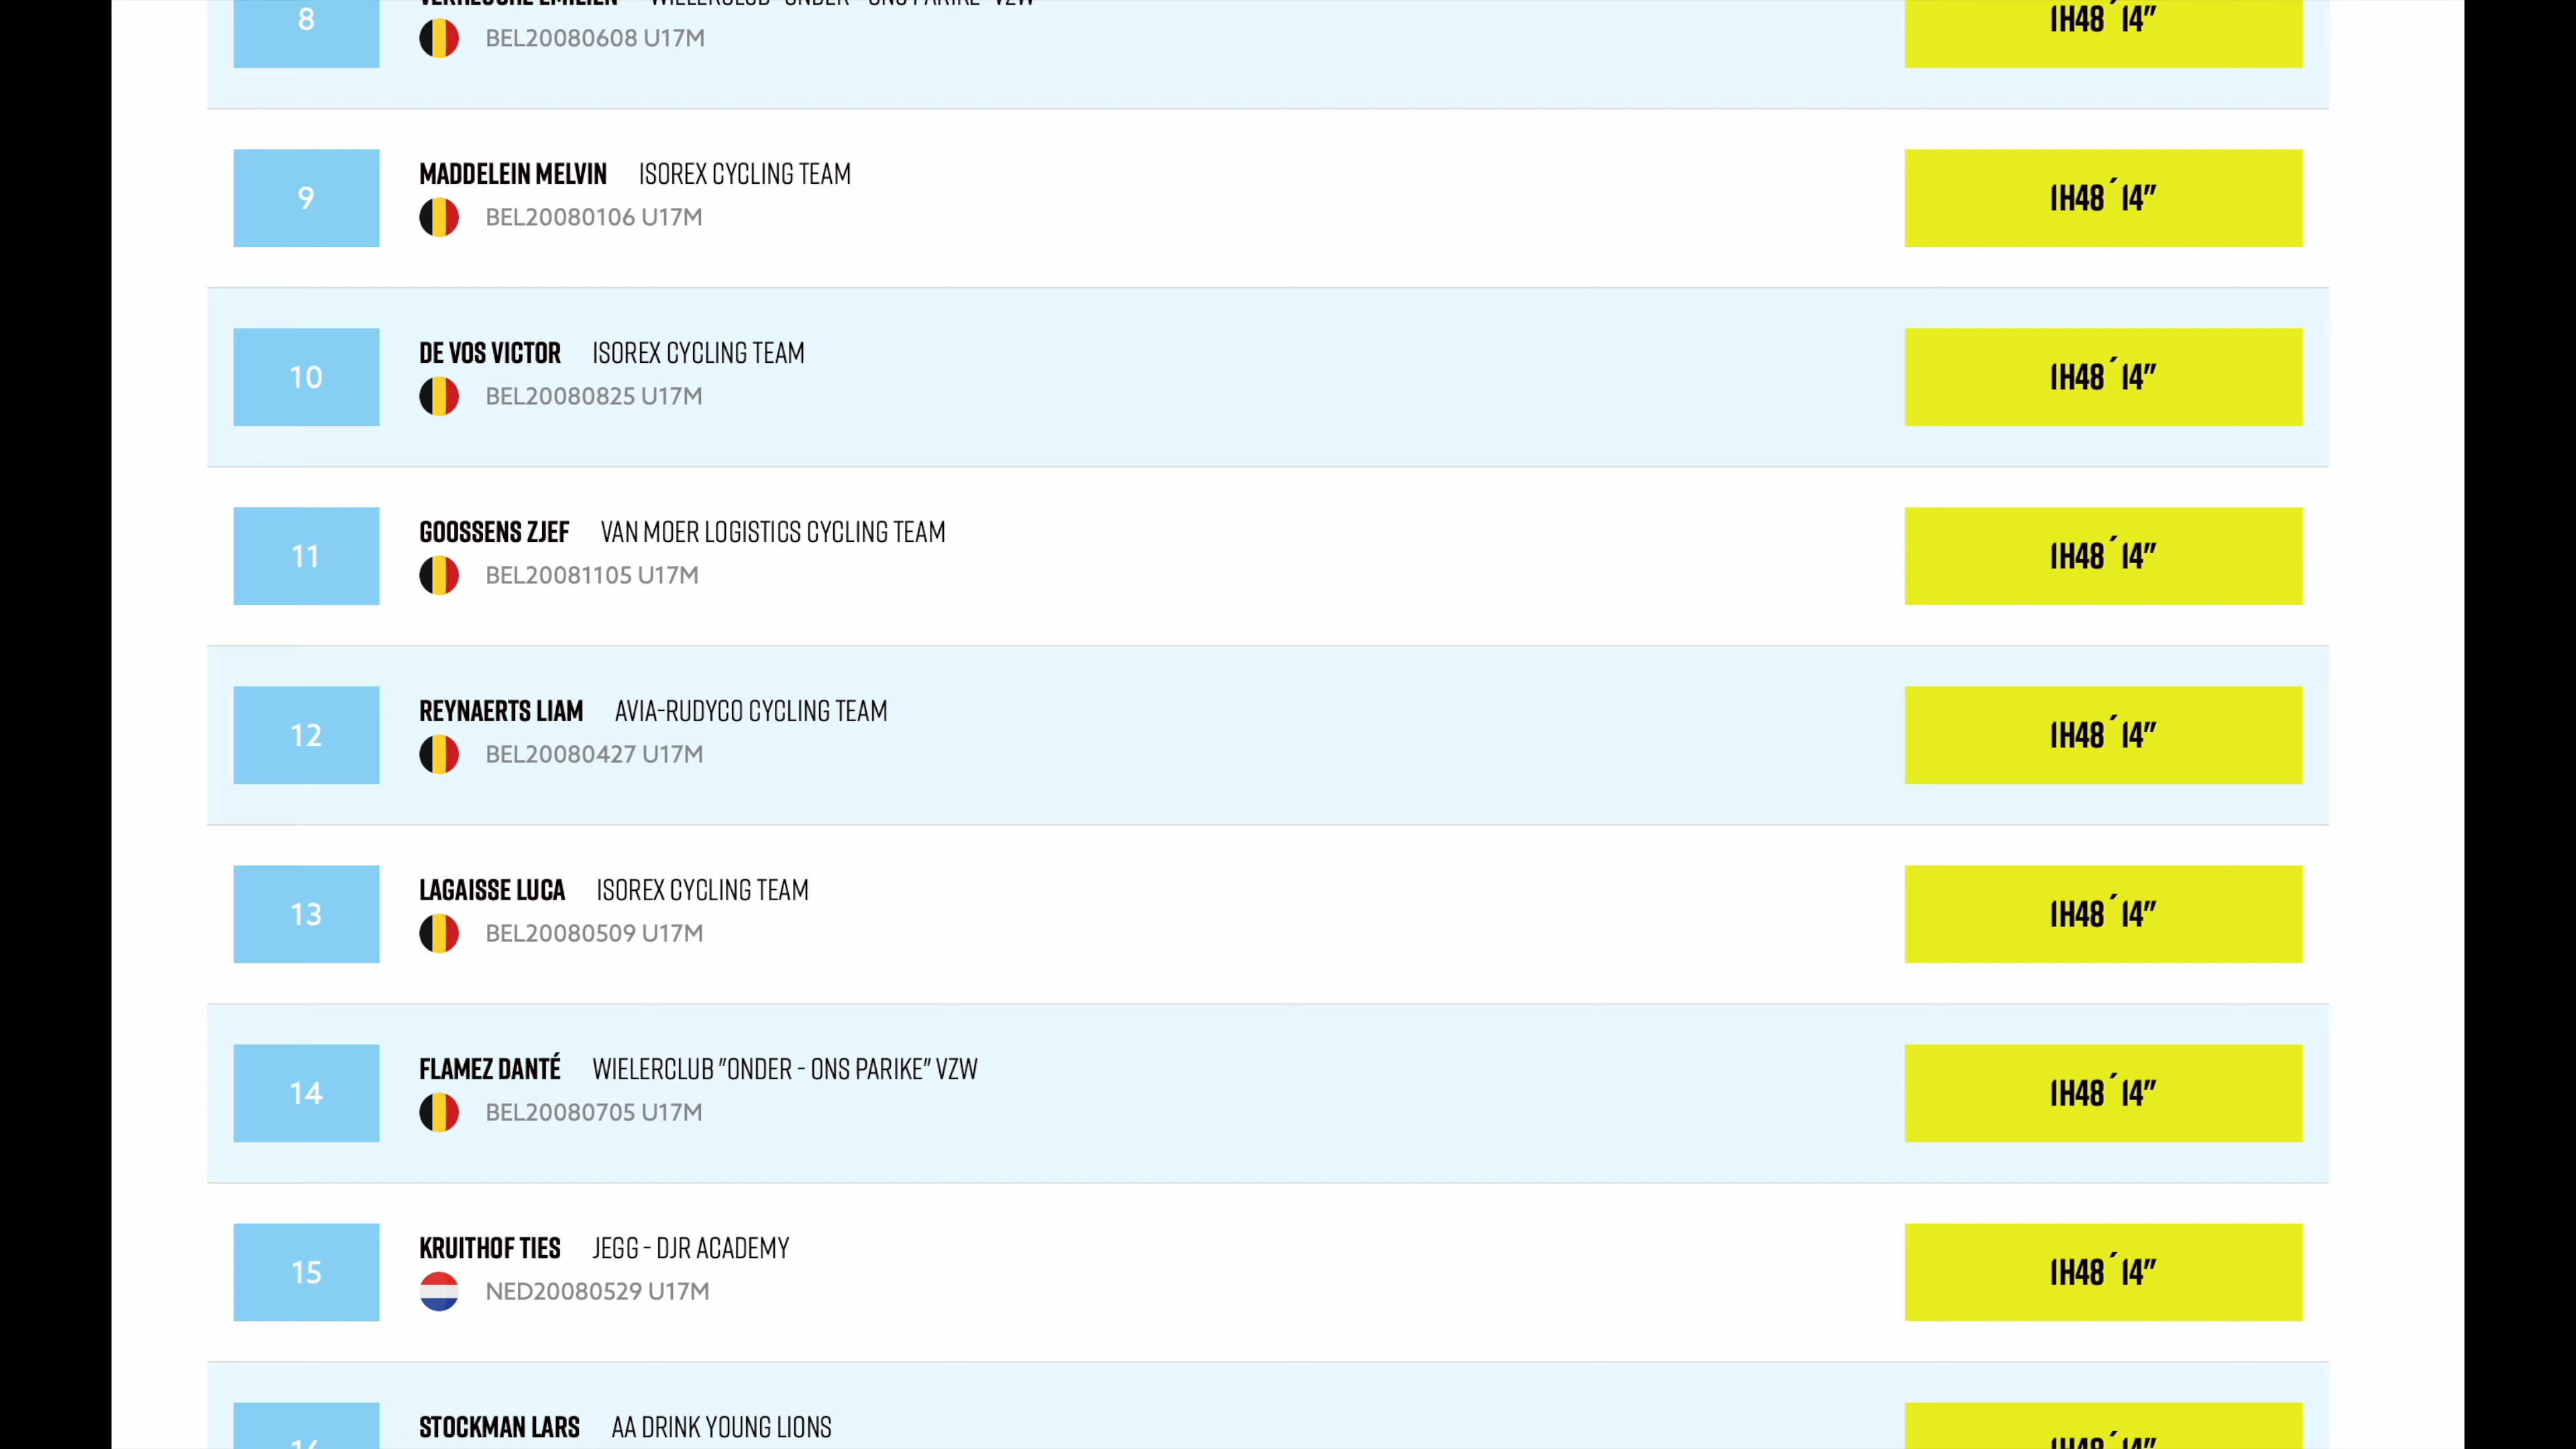 8
BEL20080608 U17M
1H48´14"
9
MADDELEIN MELVIN ISOREX CYCLING TEAM
BEL20080106 U17M
1H48´14"
10
DE VOS VICTOR ISOREX CYCLING TEAM
BEL20080825 U17M
1H48´14"
11
GOOSSENS ZJEF VAN MOER LOGISTICS CYCLING TEAM
BEL20081105 U17M
1H48´14"
12
REYNAERTS LIAM AVIA-RUDYCO CYCLING TEAM
BEL20080427 U17M
1H48´14"
13
LAGAISSE LUCA ISOREX CYCLING TEAM
BEL20080509 U17M
1H48´14"
14
FLAMEZ DANTÉ WIELERCLUB "ONDER - ONS PARIKE" VZW
BEL20080705 U17M
1H48´14"
15
KRUITHOF TIES JEGG - DJR ACADEMY
NED20080529 U17M
1H48´14"
STOCKMAN LARS AA DRINK YOUNG LIONS